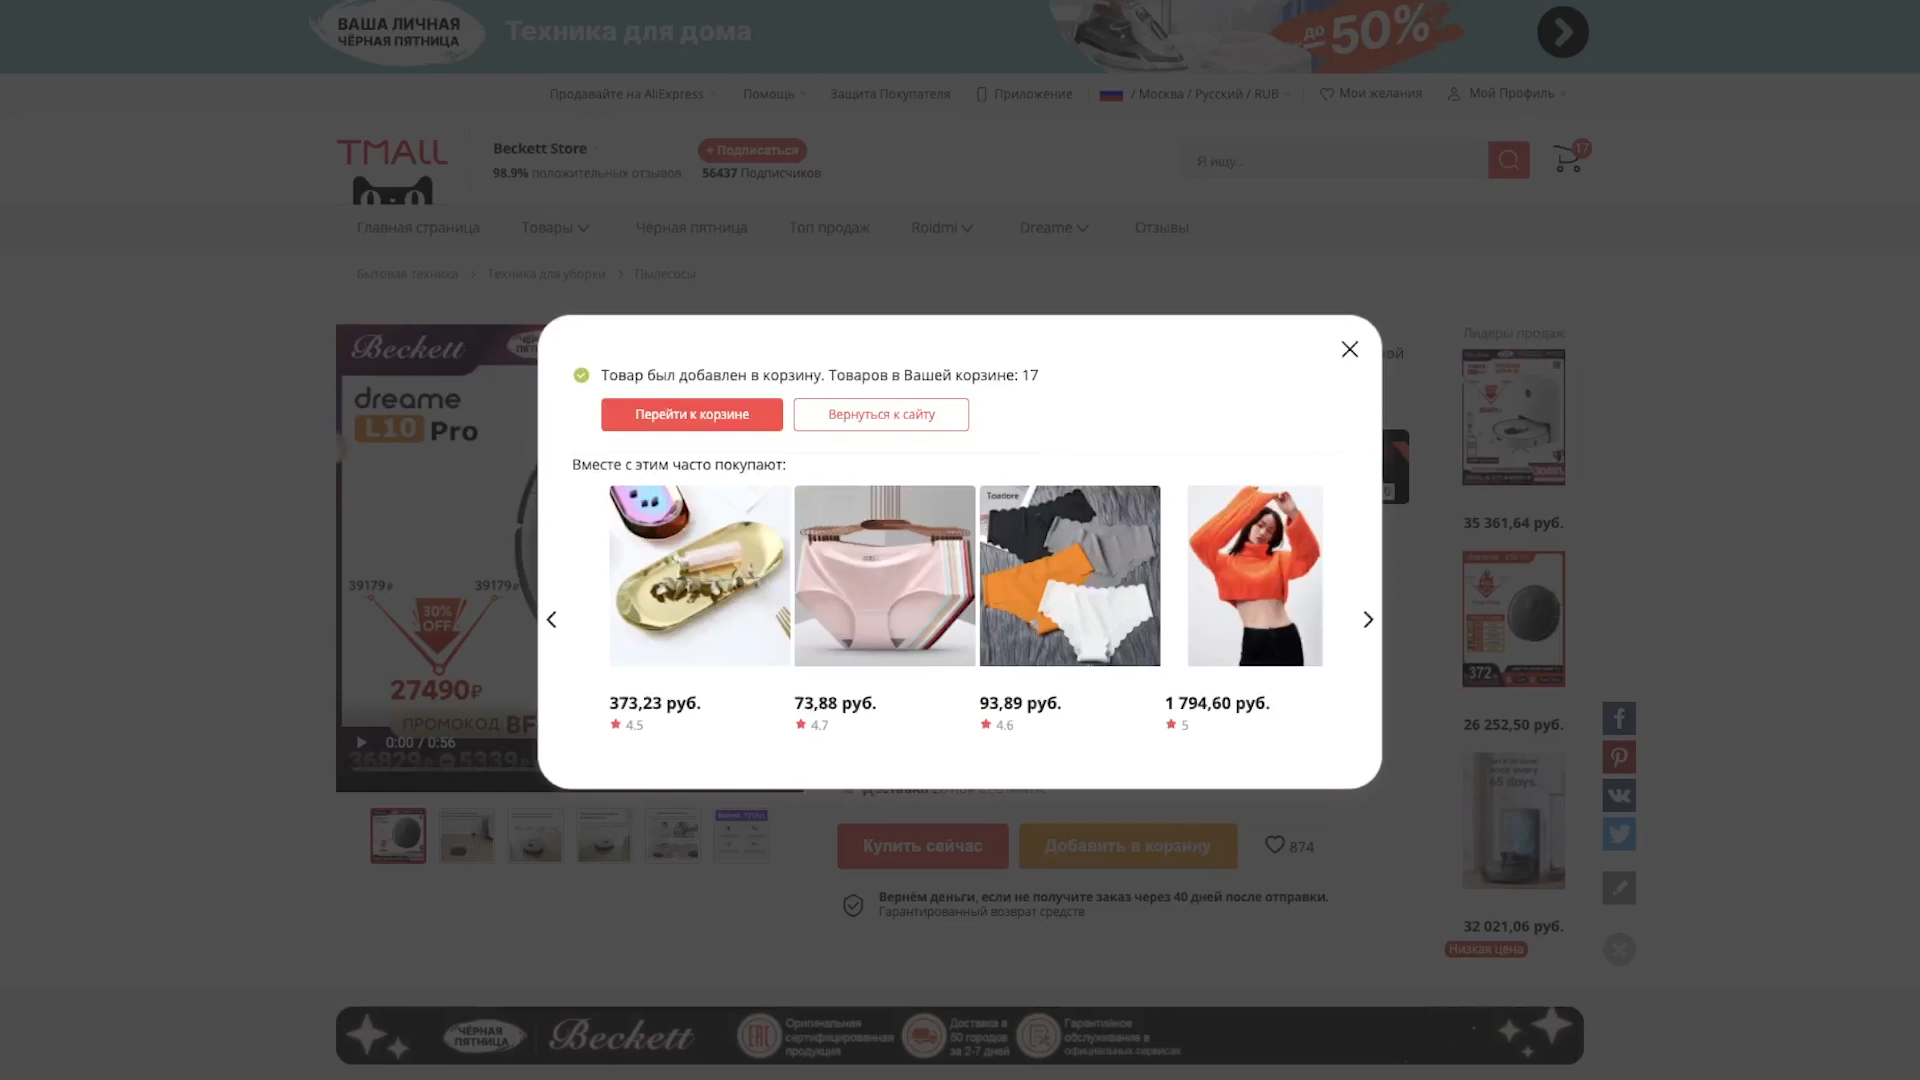 ВАША ЛИЧНАЯ
ЧЁРНАЯ ПЯТНИЦА
Техника для дома
до
50%
Продавайте на AliExpress
Помощь
Защита Покупателя
Приложение
/ Москва / Русский / RUB
Мои желания
Мой Профиль
TMALL
Beckett Store
98.9% положительных отзывов
+ Подписаться
56437 Подписчиков
Я ищу..
17
Главная страница
Товары
Чёрная пятница
Топ продаж
Roidmi
Dreame
Отзывы
Бытовая техника > Техника для уборки > Пылесосы
Beckett
dreame
L10 Pro
39179₽
39179₽
30%
OFF
27490₽
ПРОМОКОД BF
0:00 / 0:56
Товар был добавлен в корзину. Товаров в Вашей корзине: 17
Перейти к корзине
Вернуться к сайту
Вместе с этим часто покупают:
373,23 руб.
4.5
73,88 руб.
4.7
93,89 руб.
4.6
1 794,60 руб.
5
Лидеры продаж
35 361,64 руб.
26 252,50 руб.
65 days.
32 021,06 руб.
Низкая цена
Купить сейчас
Добавить в корзину
874
Вернём деньги, если не получите заказ через 40 дней после отправки.
Гарантированный возврат средств
ЧЁРНАЯ
ПЯТНИЦА
Beckett
EAC
Оригинальная
сертифицированная
продукция
Доставка в
60 городов
за 2-7 дней
Гарантийное
обслуживание в
официальных сервисах